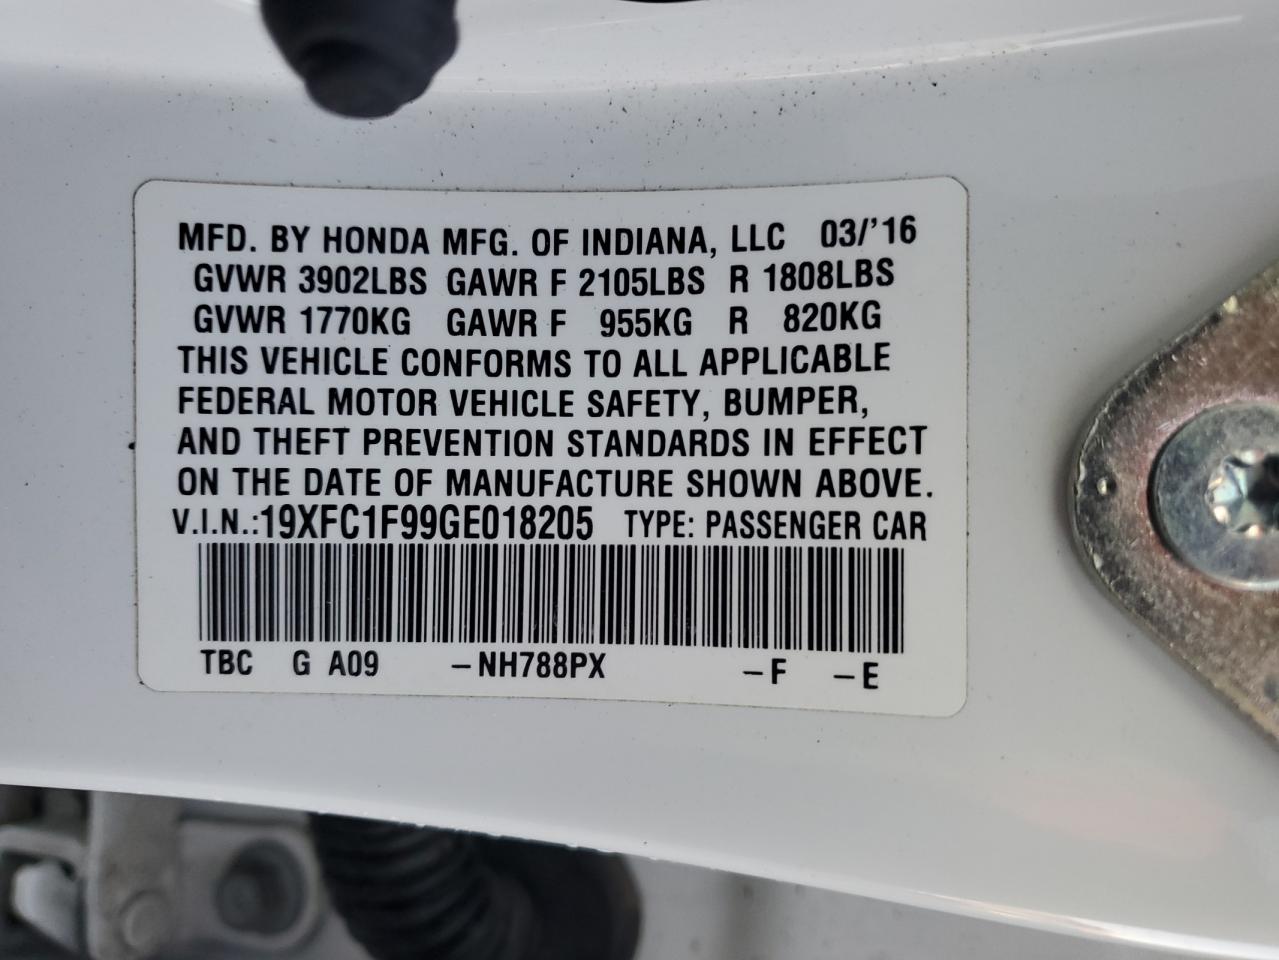 MFD. BY HONDA MFG. OF INDIANA, LLC 03/'16
GVWR 3902LBS GAWR F 2105LBS R 1808LBS
GVWR 1770KG GAWR F 955KG R 820KG
THIS VEHICLE CONFORMS TO ALL APPLICABLE
FEDERAL MOTOR VEHICLE SAFETY, BUMPER,
AND THEFT PREVENTION STANDARDS IN EFFECT
ON THE DATE OF MANUFACTURE SHOWN ABOVE.
V.I.N.:19XFC1F99GE018205 TYPE: PASSENGER CAR
TBC G A09 –NH788PX –F –E